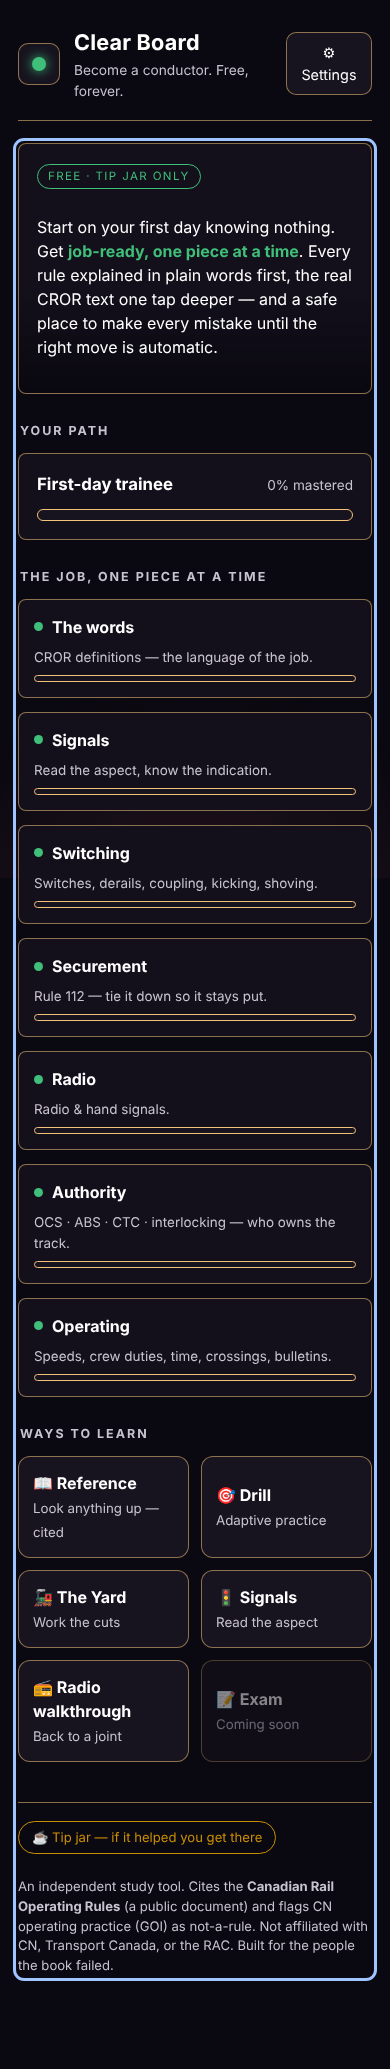 Clear Board
Become a conductor. Free,
forever.
⚙
Settings
FREE · TIP JAR ONLY
Start on your first day knowing nothing.
Get job-ready, one piece at a time. Every
rule explained in plain words first, the real
CROR text one tap deeper — and a safe
place to make every mistake until the
right move is automatic.
YOUR PATH
First-day trainee
0% mastered
THE JOB, ONE PIECE AT A TIME
The words
CROR definitions — the language of the job.
Signals
Read the aspect, know the indication.
Switching
Switches, derails, coupling, kicking, shoving.
Securement
Rule 112 — tie it down so it stays put.
Radio
Radio & hand signals.
Authority
OCS · ABS · CTC · interlocking — who owns the
track.
Operating
Speeds, crew duties, time, crossings, bulletins.
WAYS TO LEARN
📖 Reference
Look anything up —
cited
🎯 Drill
Adaptive practice
🚂 The Yard
Work the cuts
🚦 Signals
Read the aspect
📻 Radio
walkthrough
Back to a joint
📝 Exam
Coming soon
☕ Tip jar — if it helped you get there
An independent study tool. Cites the Canadian Rail
Operating Rules (a public document) and flags CN
operating practice (GOI) as not-a-rule. Not affiliated with
CN, Transport Canada, or the RAC. Built for the people
the book failed.